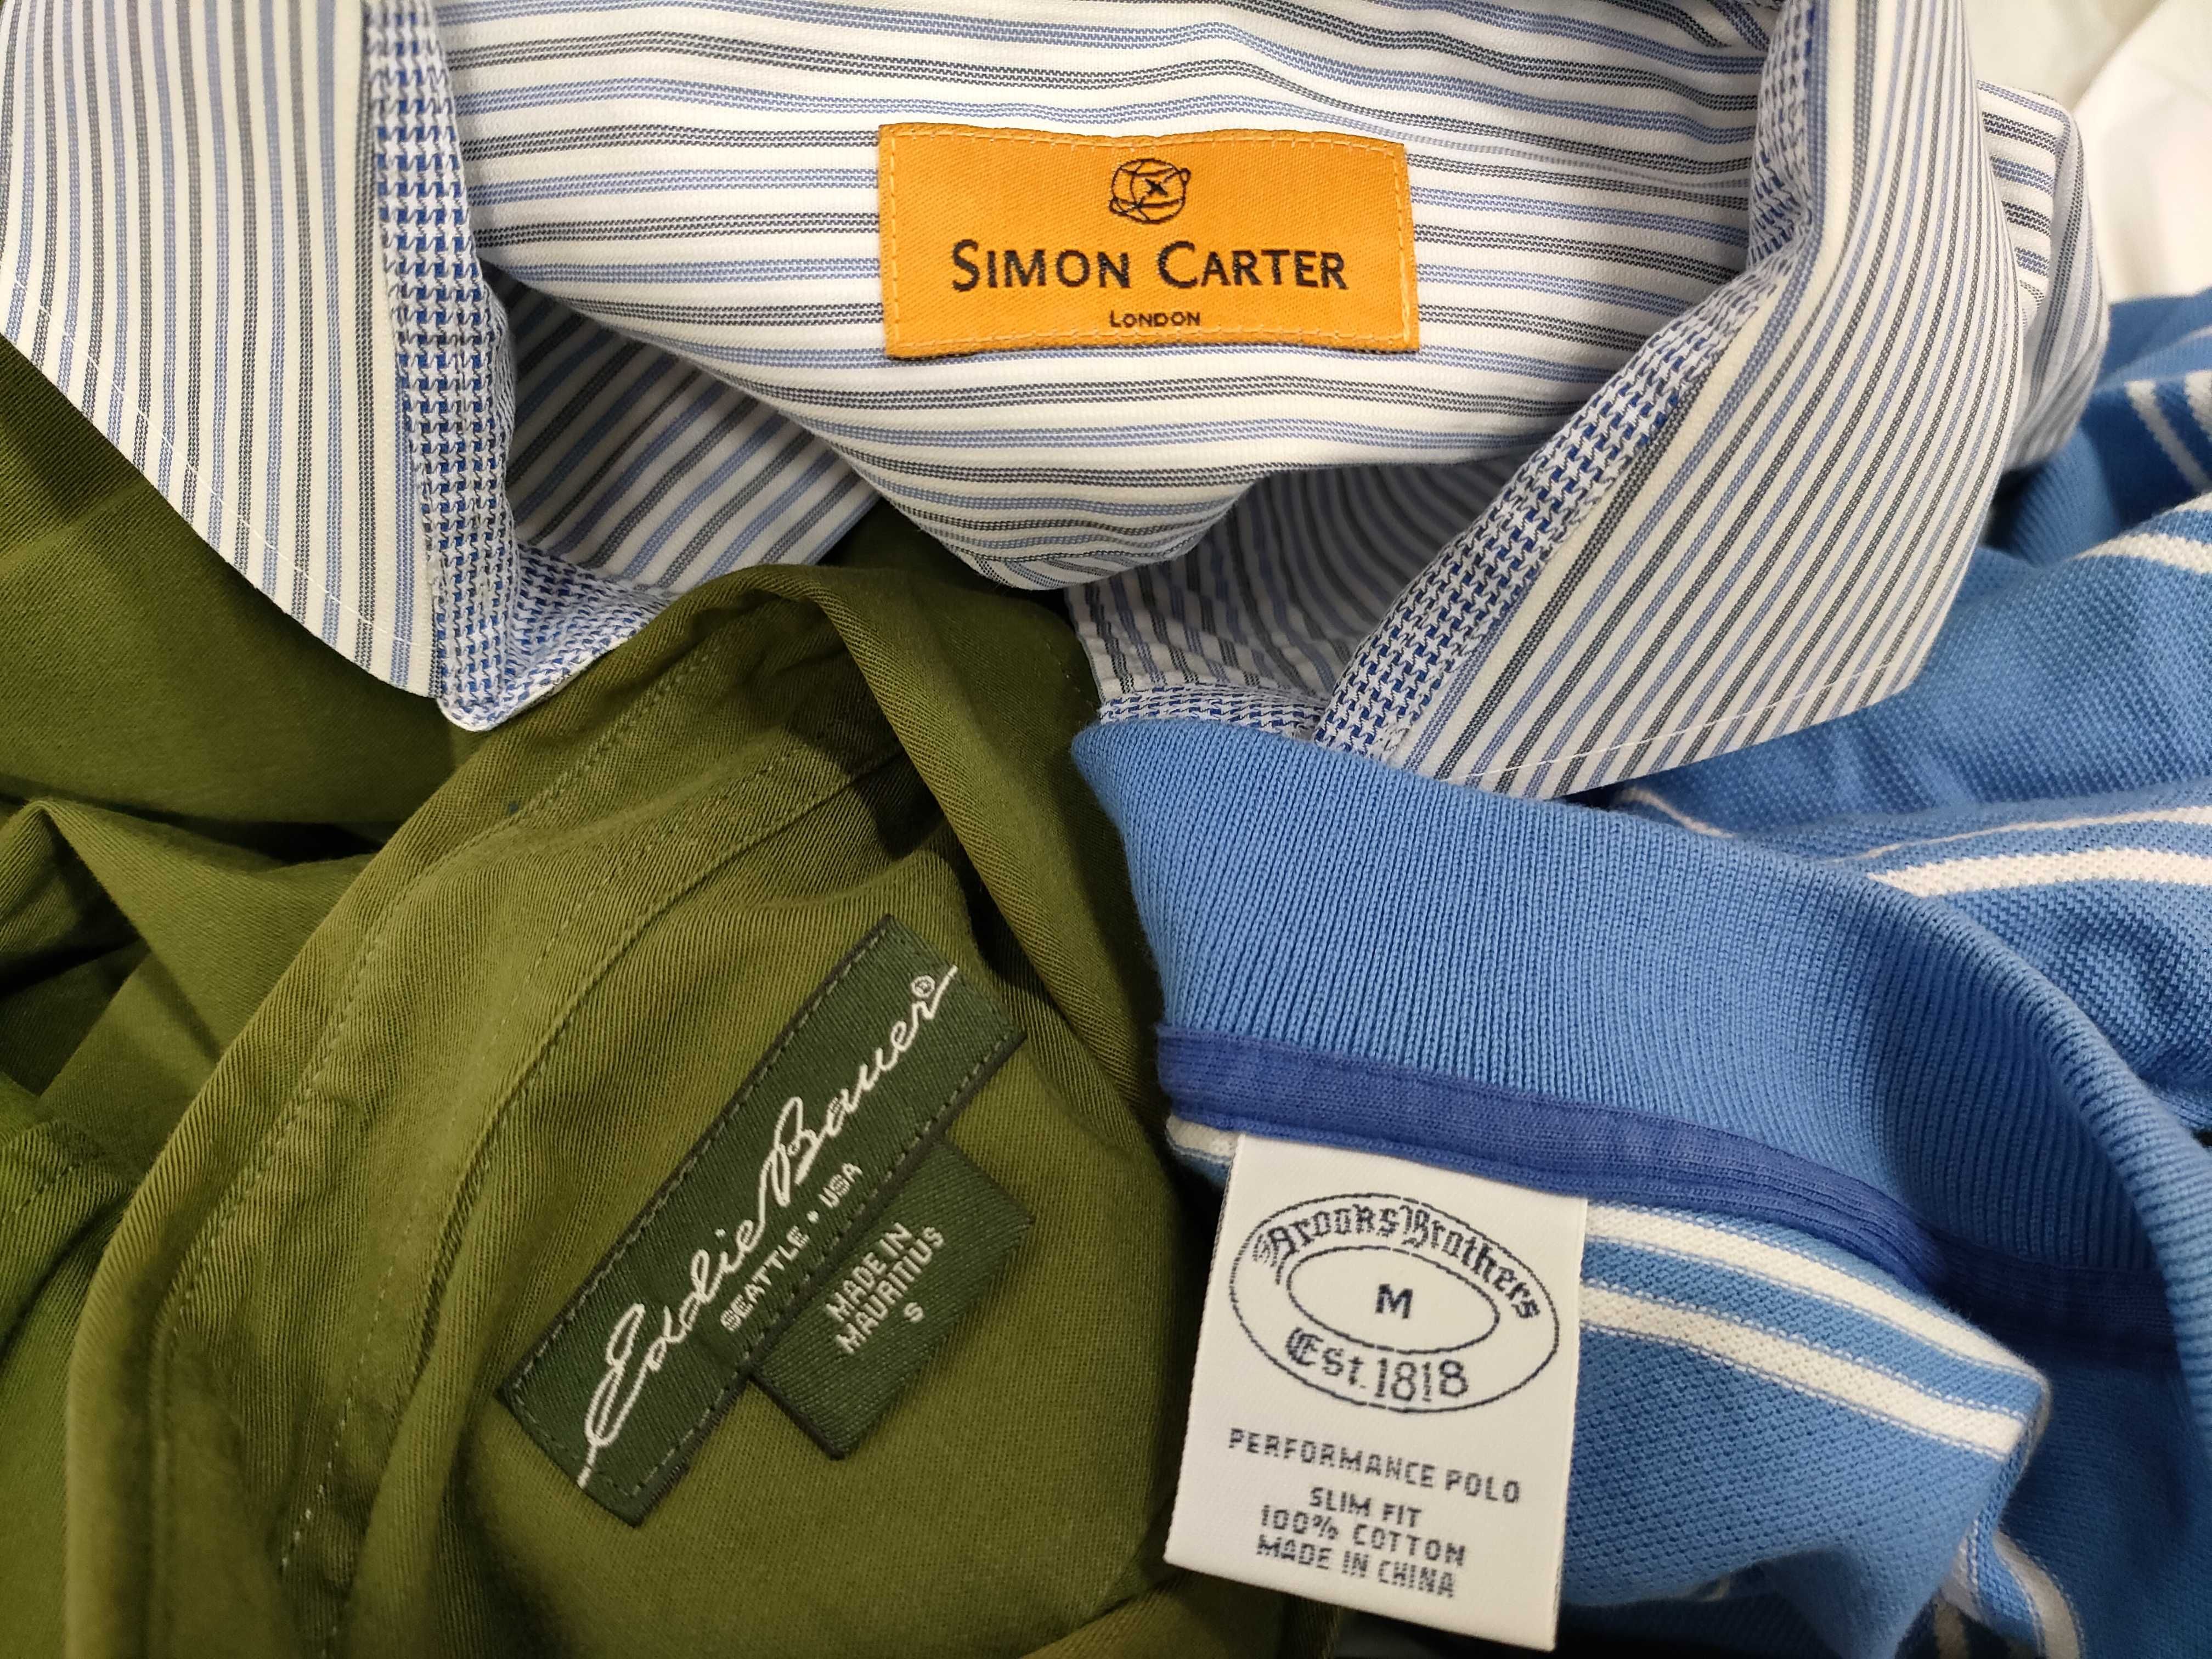 SIMON CARTER
LONDON
Eddie Bauer®
SEATTLE • USA
MADE IN
MAURITIUS
S
Brooks Brothers
M
Est. 1818
PERFORMANCE POLO
SLIM FIT
100% COTTON
MADE IN CHINA